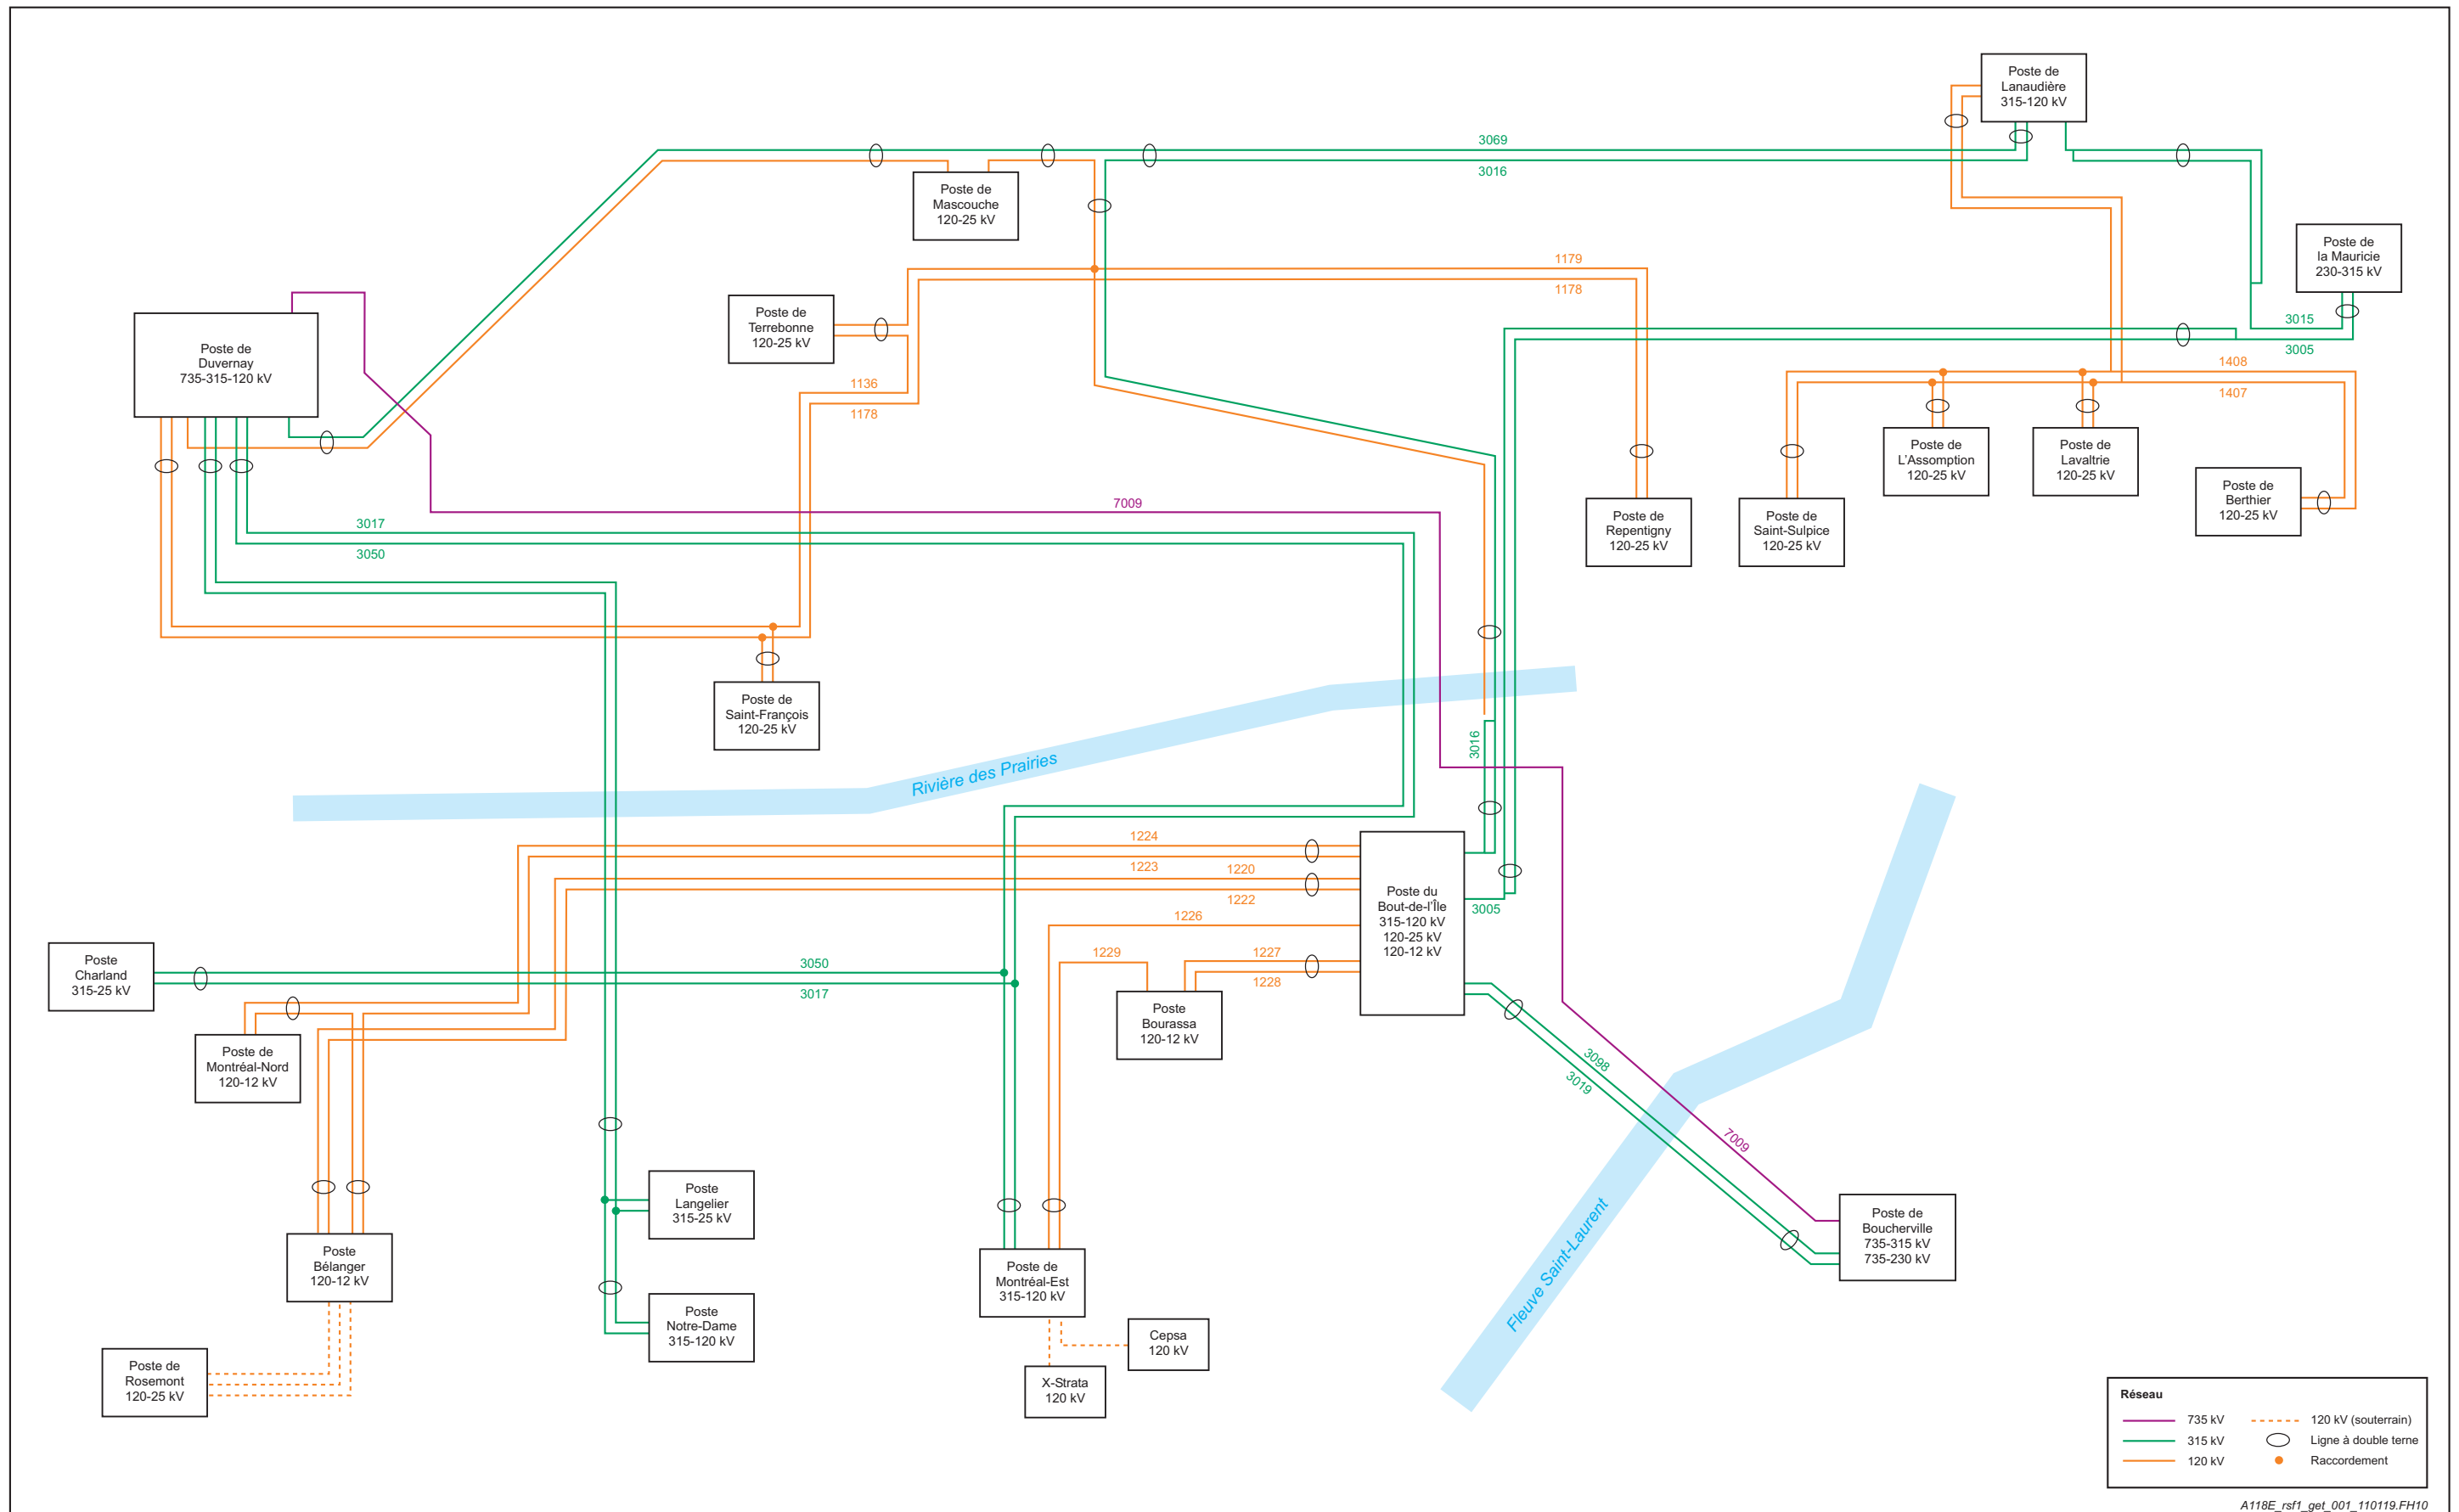 Poste de
Lanaudière
315-120 kV
3069
3016
Poste de
Mascouche
120-25 kV
Poste de
la Mauricie
230-315 kV
1179
1178
Poste de
Terrebonne
120-25 kV
Poste de
Duvernay
735-315-120 kV
3015
3005
1408
1407
1136
1178
Poste de
L'Assomption
120-25 kV
Poste de
Lavaltrie
120-25 kV
Poste de
Berthier
120-25 kV
7009
Poste de
Repentigny
120-25 kV
Poste de
Saint-Sulpice
120-25 kV
3017
3050
Poste de
Saint-François
120-25 kV
Rivière des Prairies
3016
1224
1223
1220
1222
1226
1229
1227
1228
Poste du
Bout-de-l'Île
315-120 kV
120-25 kV
120-12 kV
3005
Poste
Charland
315-25 kV
3050
3017
Poste
Bourassa
120-12 kV
Poste de
Montréal-Nord
120-12 kV
3098
3019
7009
Poste
Langelier
315-25 kV
Poste de
Boucherville
735-315 kV
735-230 kV
Fleuve Saint-Laurent
Poste
Bélanger
120-12 kV
Poste de
Montréal-Est
315-120 kV
Poste
Notre-Dame
315-120 kV
Cepsa
120 kV
Poste de
Rosemont
120-25 kV
X-Strata
120 kV
Réseau
735 kV
120 kV (souterrain)
315 kV
Ligne à double terne
120 kV
Raccordement
A118E_rsf1_get_001_110119.FH10